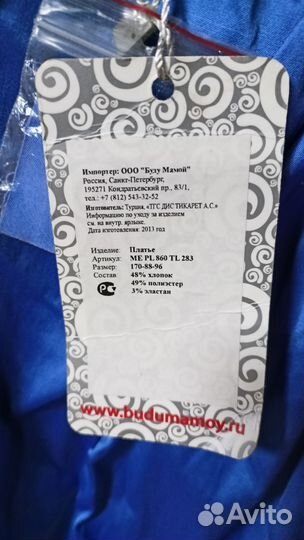 Импортер: ООО "Буду Мамой"
Россия, Санкт-Петербург,
195271 Кондратьевский пр., 83/1,
тел.: +7 (812) 543-32-52
Изготовитель: Турция, «ТГС ДИС ТИКАРЕТ А.С.»
Информацию по уходу за изделием
см. на внутр. ярлыке.
Дата изготовления: 2013 год
Изделие: Платье
Артикул: ME PL 860 TL 283
Размер: 170-88-96
Состав: 48% хлопок
49% полиэстер
3% эластан
www.budumamoy.ru
Avito